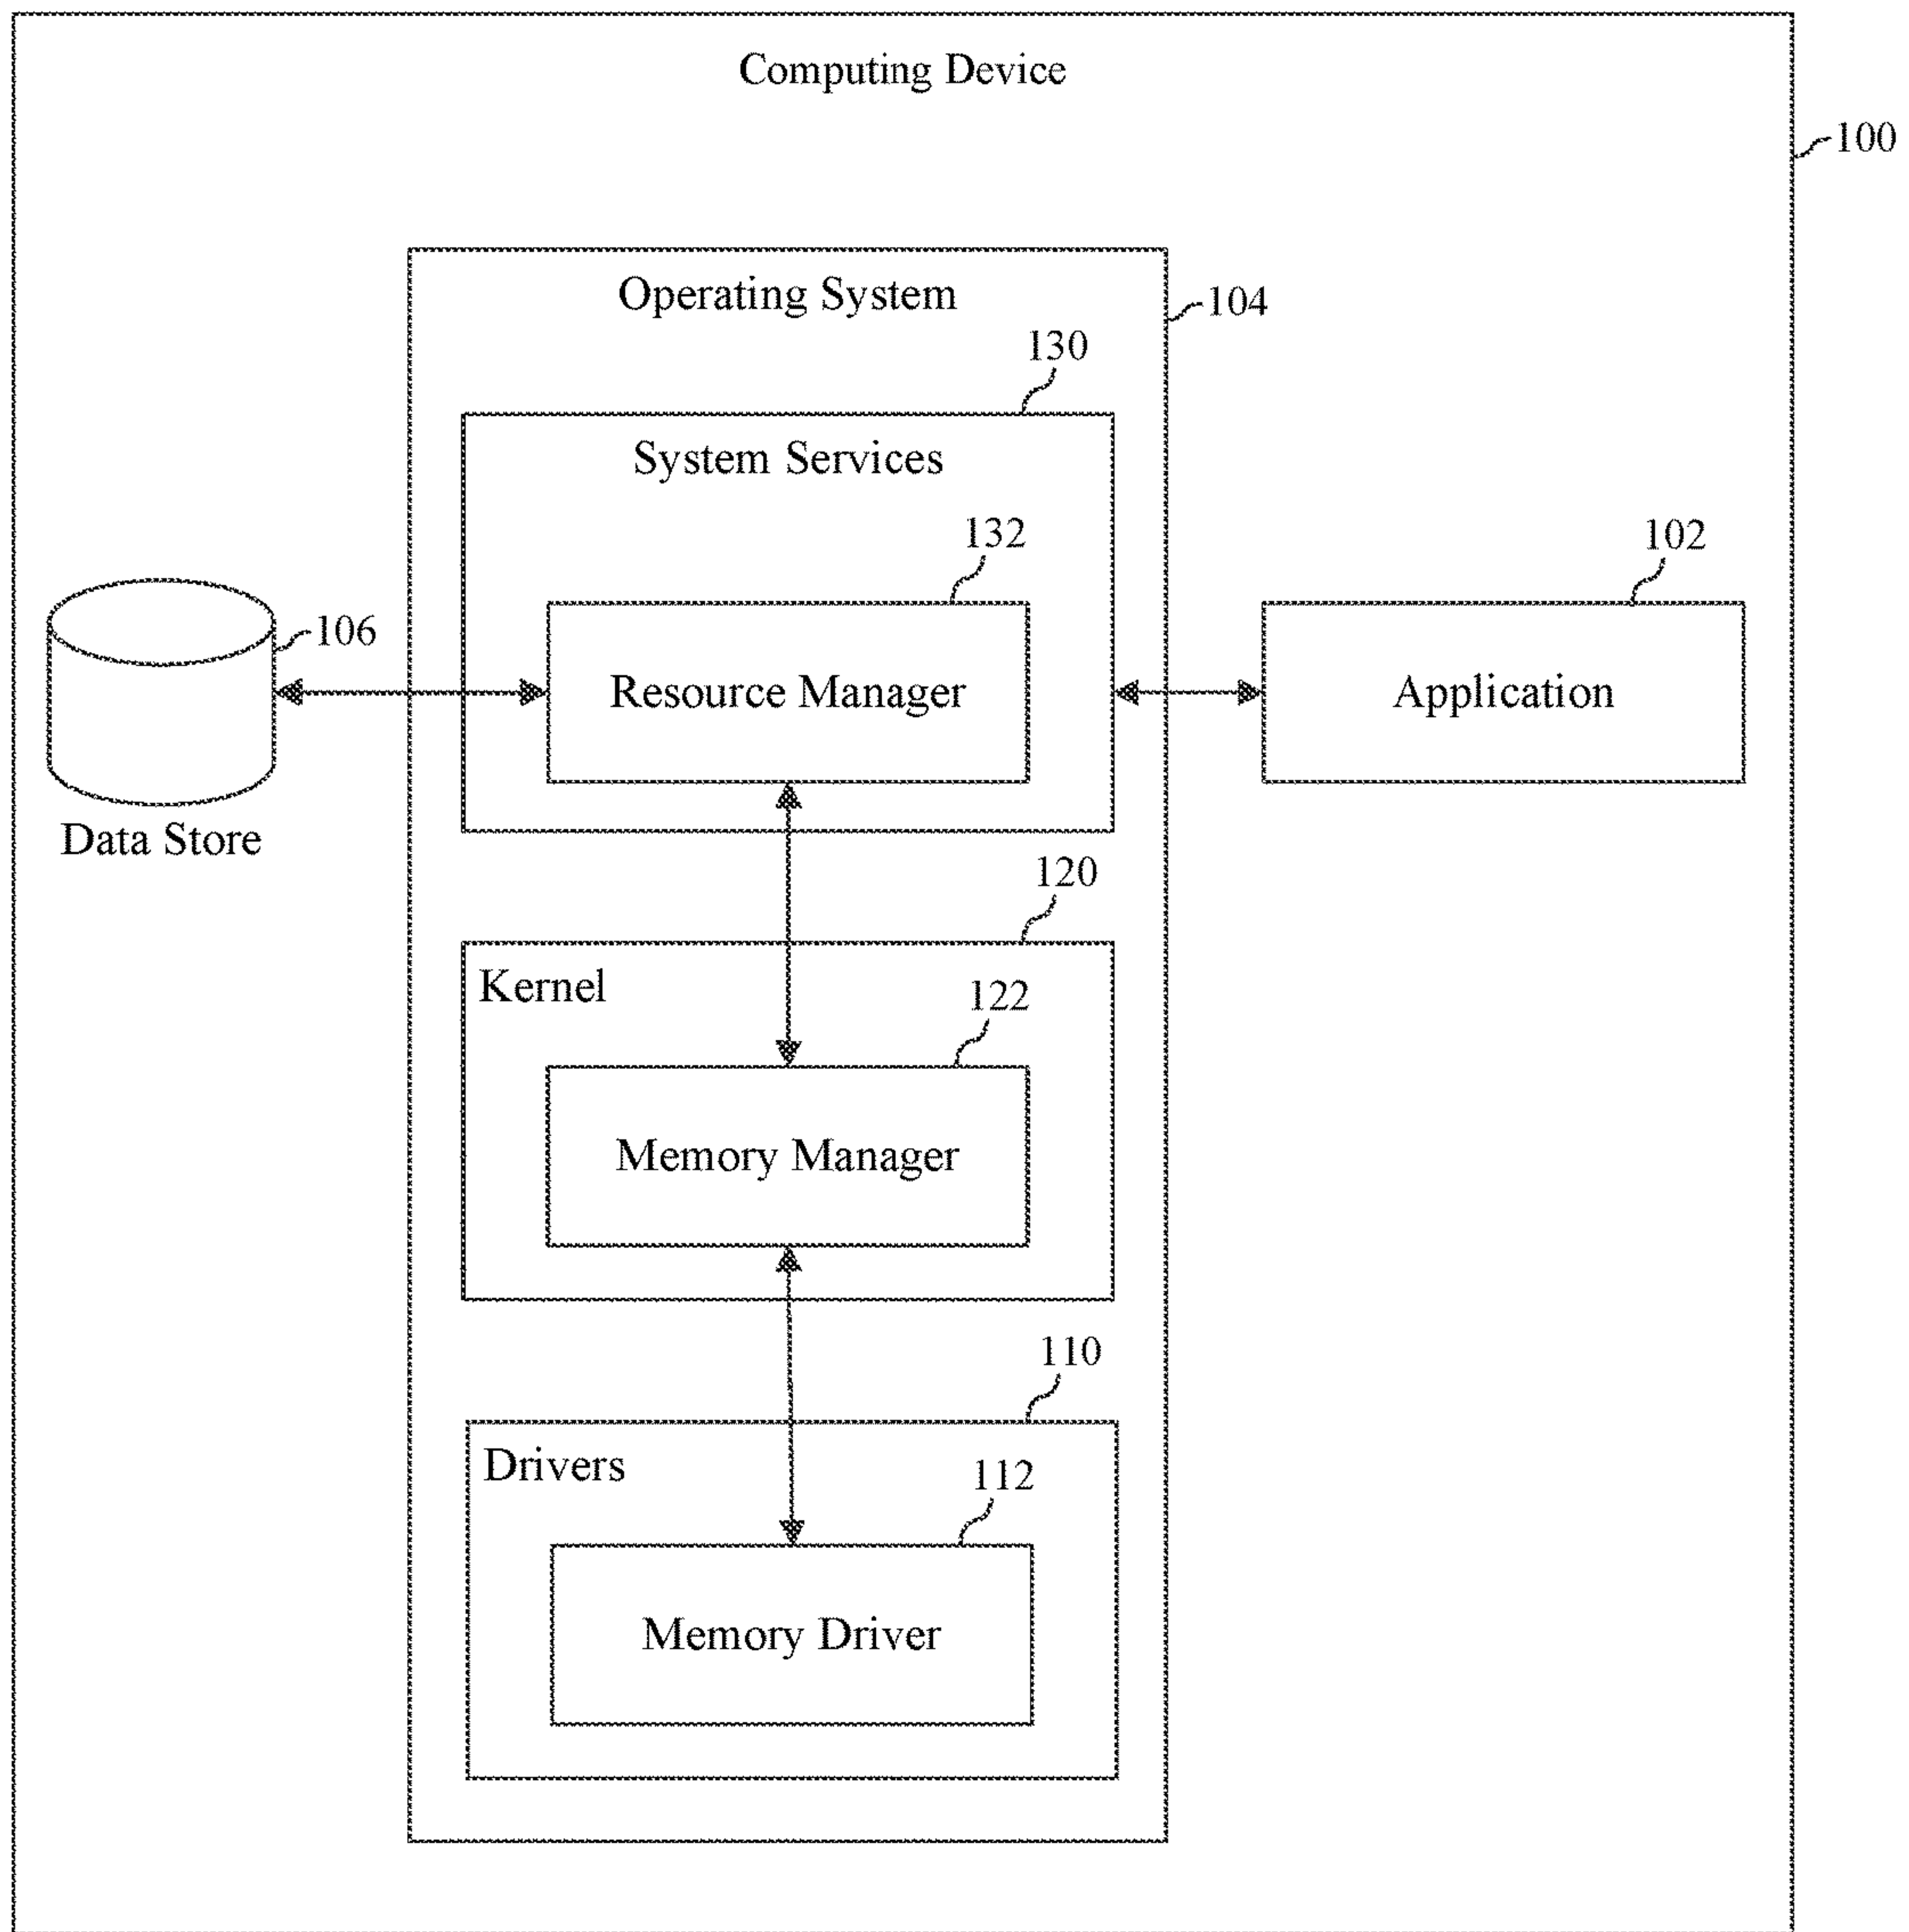 Computing Device
100
Operating System
104
130
System Services
132
102
106
Resource Manager
Application
Data Store
120
Kernel
122
Memory Manager
110
Drivers
112
Memory Driver